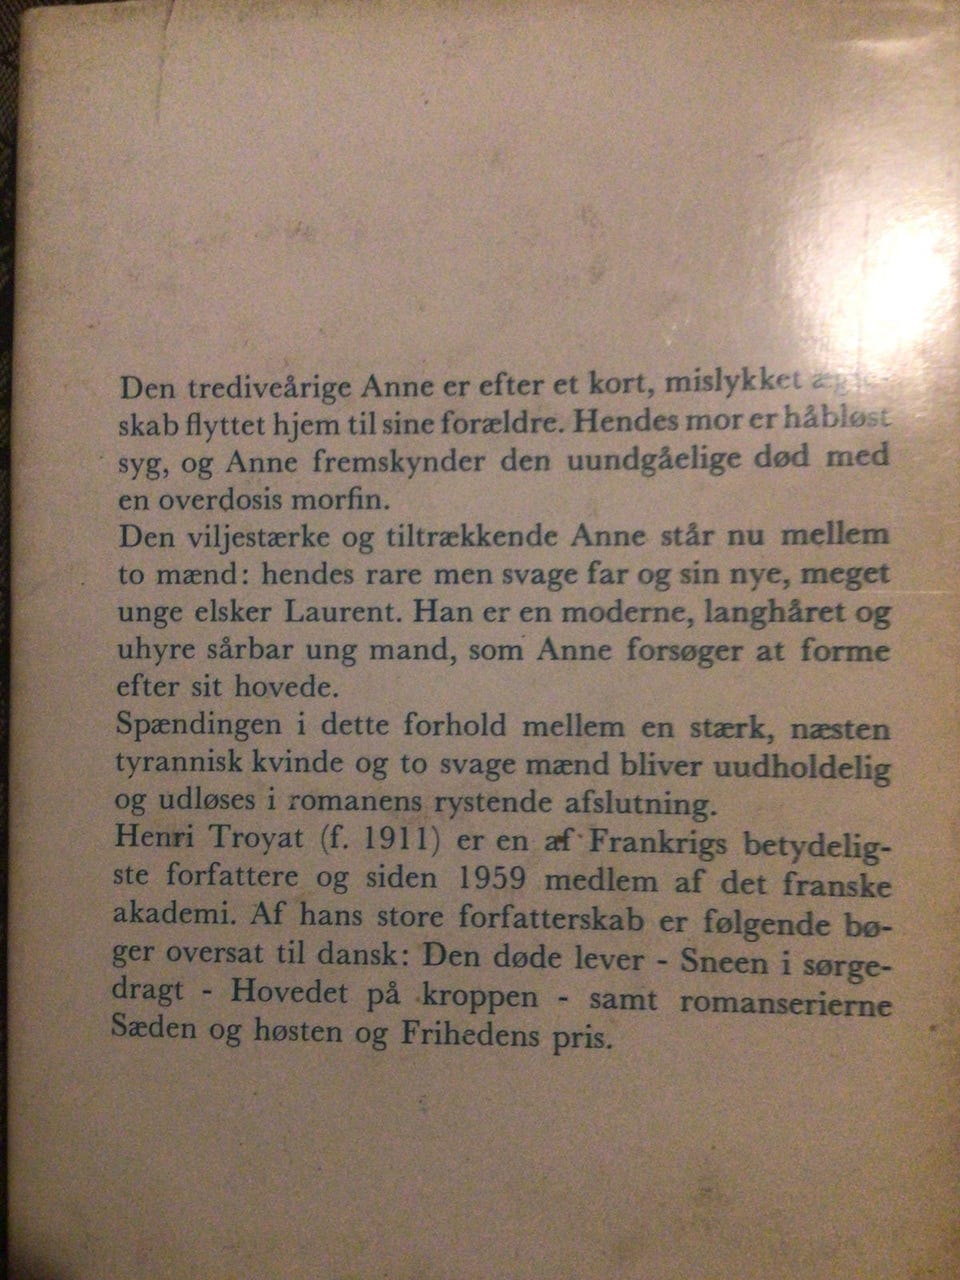 Den trediveårige Anne er efter et kort, mislykket ægte-
skab flyttet hjem til sine forældre. Hendes mor er håbløst
syg, og Anne fremskynder den uundgåelige død med
en overdosis morfin.
Den viljestærke og tiltrækkende Anne står nu mellem
to mænd: hendes rare men svage far og sin nye, meget
unge elsker Laurent. Han er en moderne, langhåret og
uhyre sårbar ung mand, som Anne forsøger at forme
efter sit hovede.
Spændingen i dette forhold mellem en stærk, næsten
tyrannisk kvinde og to svage mænd bliver uudholdelig
og udløses i romanens rystende afslutning.
Henri Troyat (f. 1911) er en af Frankrigs betydelig-
ste forfattere og siden 1959 medlem af det franske
akademi. Af hans store forfatterskab er følgende bø-
ger oversat til dansk: Den døde lever - Sneen i sørge-
dragt - Hovedet på kroppen - samt romanserierne
Sæden og høsten og Frihedens pris.